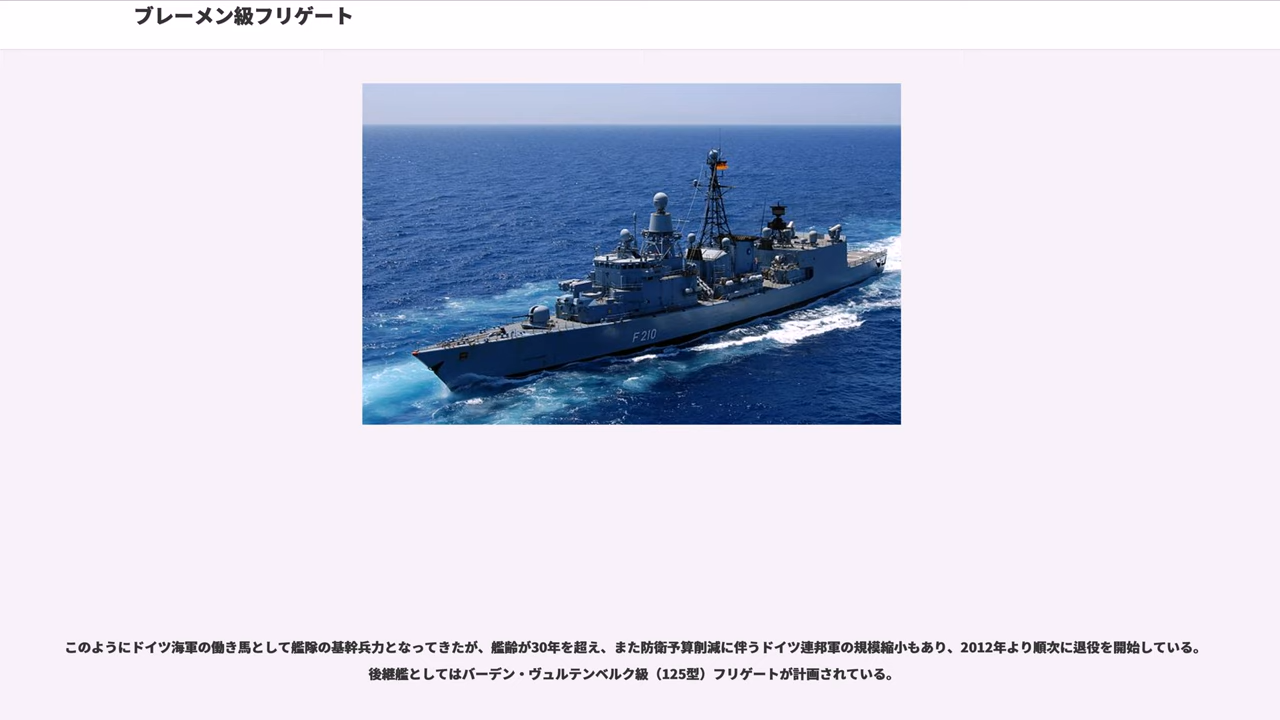 ブレーメン級フリゲート
F210
このようにドイツ海軍の働き馬として艦隊の基幹兵力となってきたが、艦齢が30年を超え、また防衛予算削減に伴うドイツ連邦軍の規模縮小もあり、2012年より順次に退役を開始している。
後継艦としてはバーデン・ヴュルテンベルク級（125型）フリゲートが計画されている。